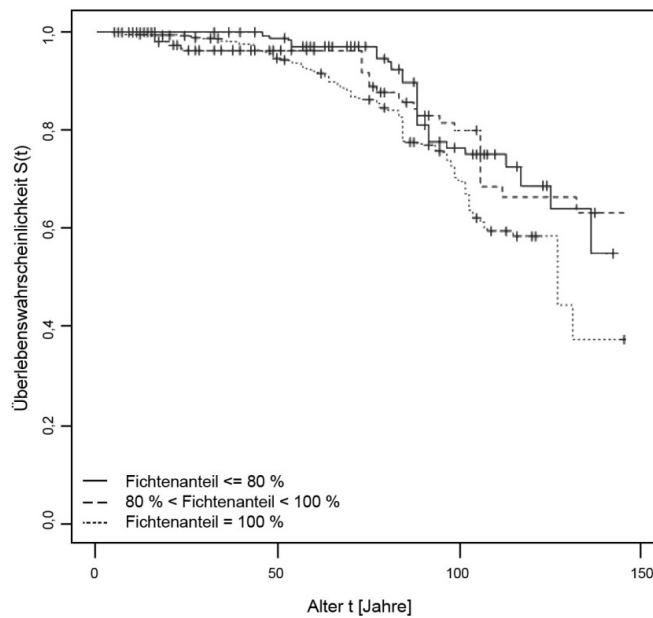 Überlebenswahrscheinlichkeit S(t)
1,0
0,8
0,6
0,4
0,2
0,0
Fichtenanteil <= 80 %
80 % < Fichtenanteil < 100 %
Fichtenanteil = 100 %
0 50 100 150
Alter t [Jahre]